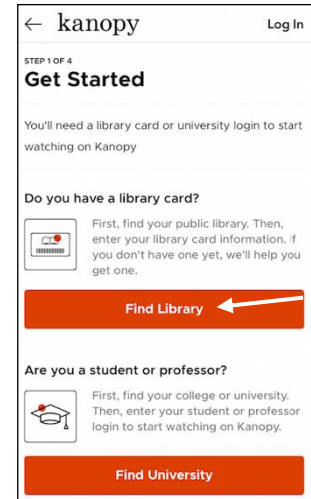 ← kanopy Log In
STEP 1 OF 4
Get Started
You'll need a library card or university login to start
watching on Kanopy
Do you have a library card?
First, find your public library. Then,
enter your library card information. If
you don't have one yet, we'll help you
get one.
Find Library
Are you a student or professor?
First, find your college or university.
Then, enter your student or professor
login to start watching on Kanopy.
Find University